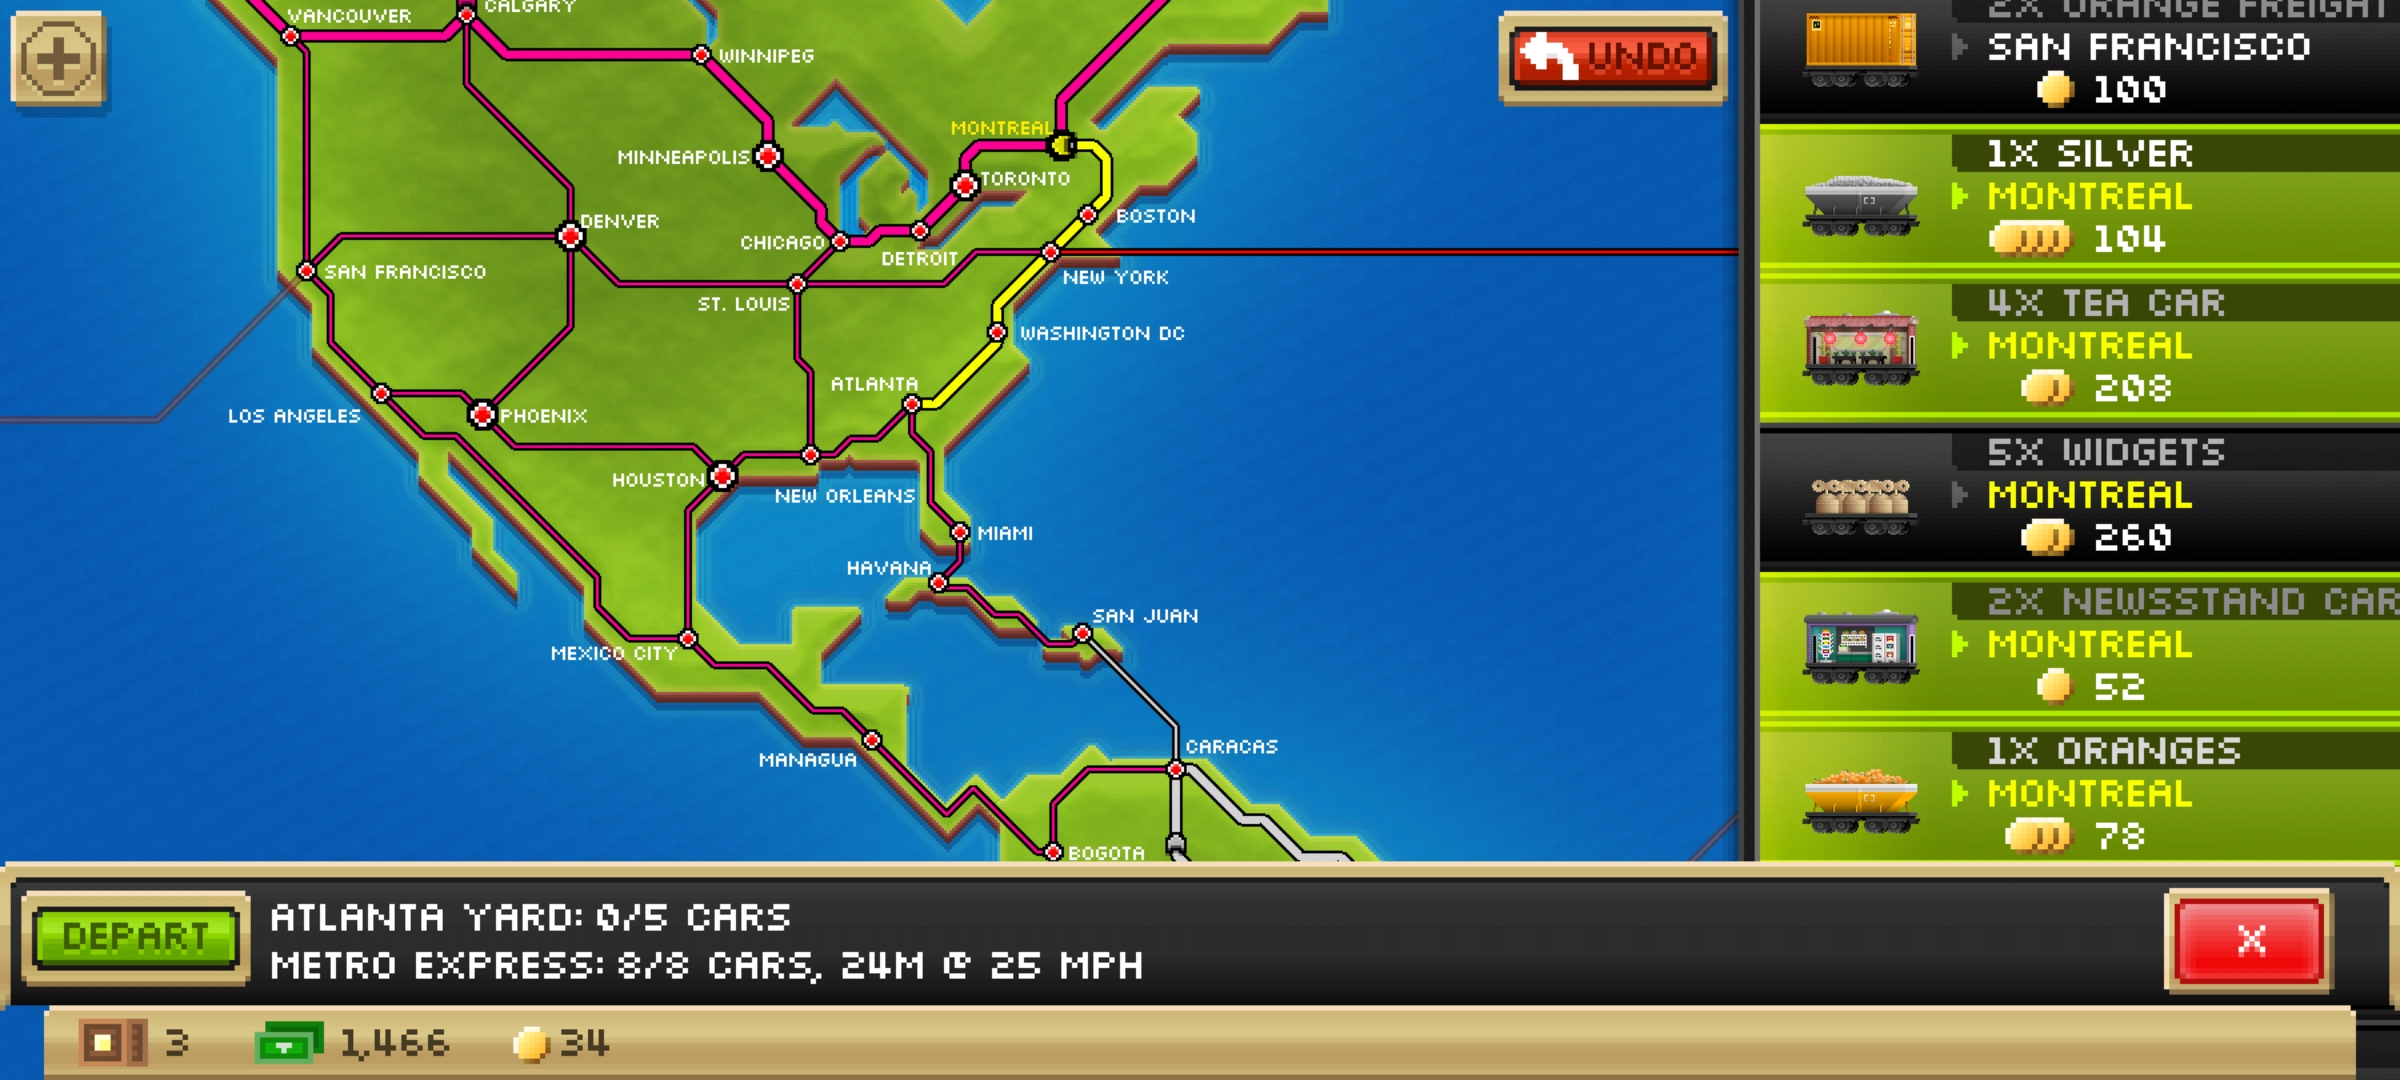 VANCOUVER
CALGARY
WINNIPEG
UNDO
MONTREAL
MINNEAPOLIS
TORONTO
DENVER
BOSTON
CHICAGO
DETROIT
SAN FRANCISCO
NEW YORK
ST. LOUIS
WASHINGTON DC
ATLANTA
LOS ANGELES
PHOENIX
HOUSTON
NEW ORLEANS
MIAMI
HAVANA
SAN JUAN
MEXICO CITY
CARACAS
MANAGUA
BOGOTA
2X ORANGE FREIGHT
SAN FRANCISCO
100
1X SILVER
MONTREAL
104
4X TEA CAR
MONTREAL
208
5X WIDGETS
MONTREAL
260
2X NEWSSTAND CAR
MONTREAL
52
1X ORANGES
MONTREAL
78
DEPART
ATLANTA YARD: 0/5 CARS
METRO EXPRESS: 8/8 CARS, 24M @ 25 MPH
X
3 1,466 34